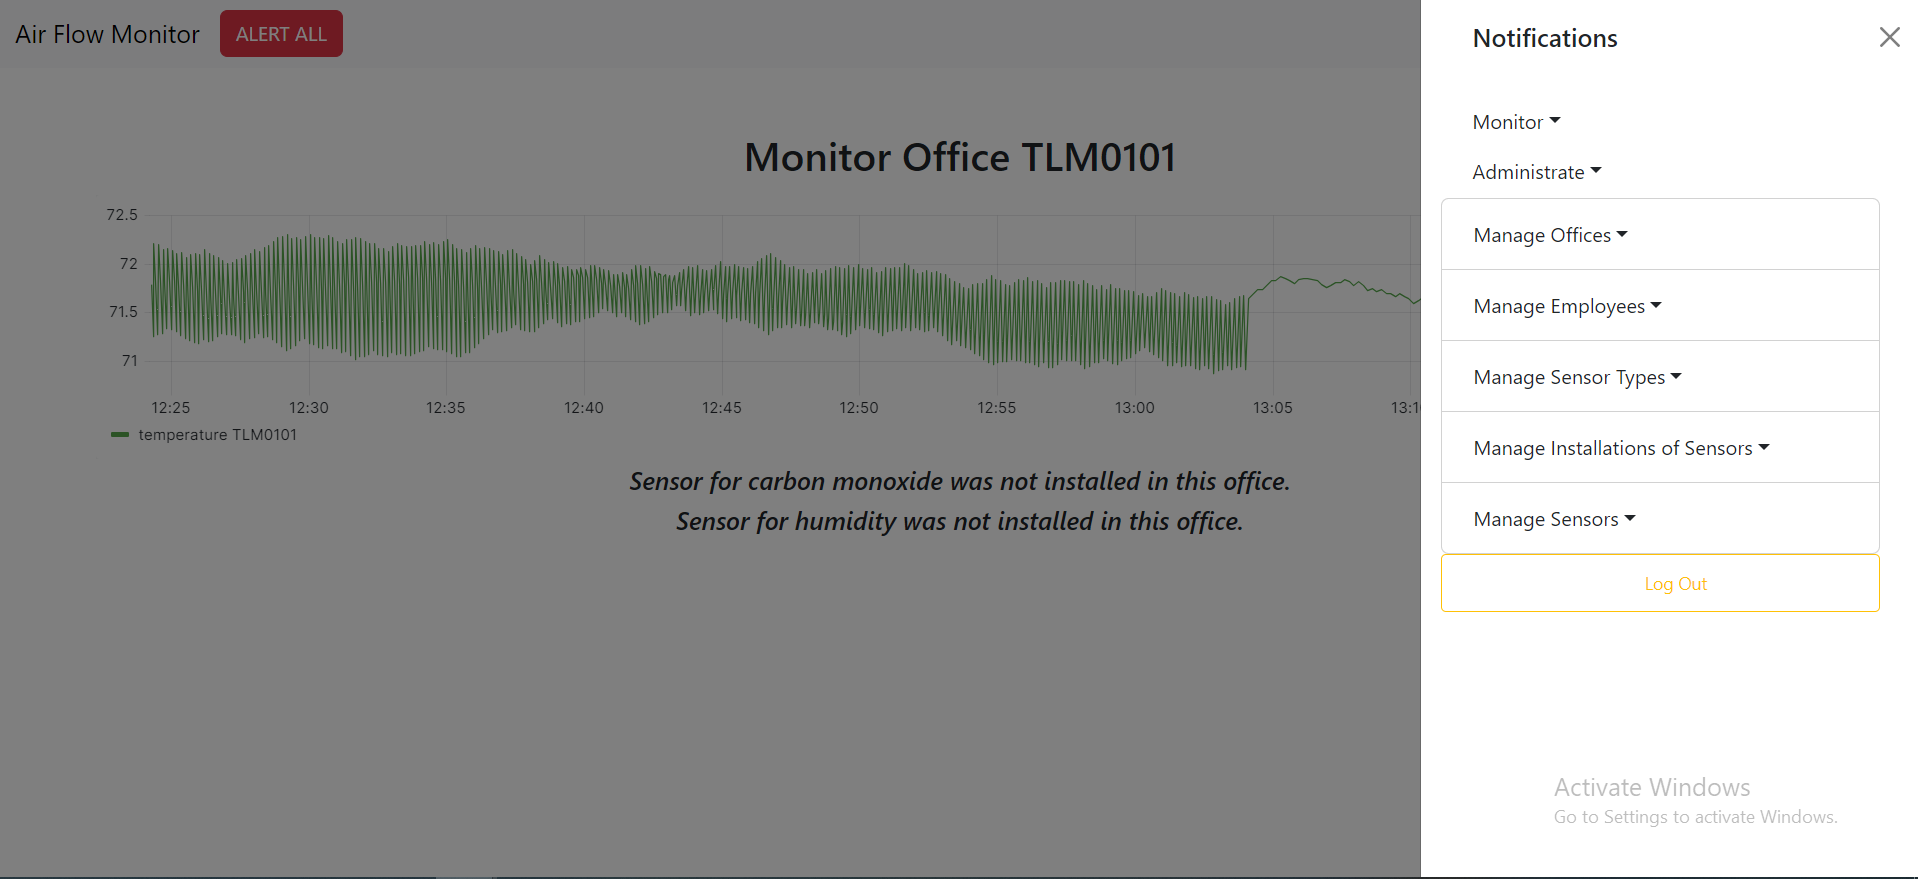 Air Flow Monitor
ALERT ALL
Monitor Office TLM0101
72.5
72
71.5
71
12:25 12:30 12:35 12:40 12:45 12:50 12:55 13:00 13:05
temperature TLM0101
Sensor for carbon monoxide was not installed in this office.
Sensor for humidity was not installed in this office.
Notifications
Monitor
Administrate
Manage Offices
Manage Employees
Manage Sensor Types
Manage Installations of Sensors
Manage Sensors
Log Out
Activate Windows
Go to Settings to activate Windows.